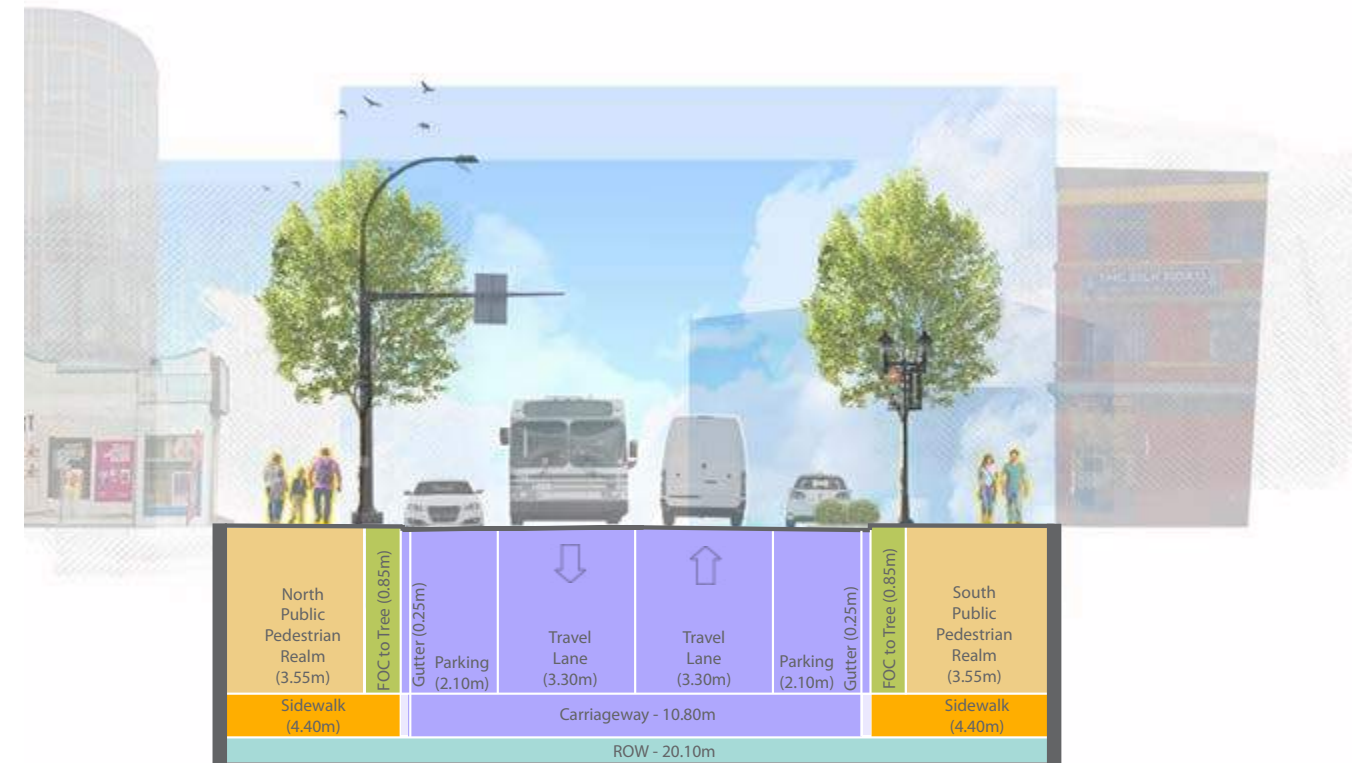 North
Public
Pedestrian
Realm
(3.55m)
FOC to Tree (0.85m)
Gutter (0.25m)
Parking
(2.10m)
Travel
Lane
(3.30m)
Travel
Lane
(3.30m)
Parking
(2.10m)
Gutter (0.25m)
FOC to Tree (0.85m)
South
Public
Pedestrian
Realm
(3.55m)
Sidewalk
(4.40m)
Carriageway - 10.80m
Sidewalk
(4.40m)
ROW - 20.10m